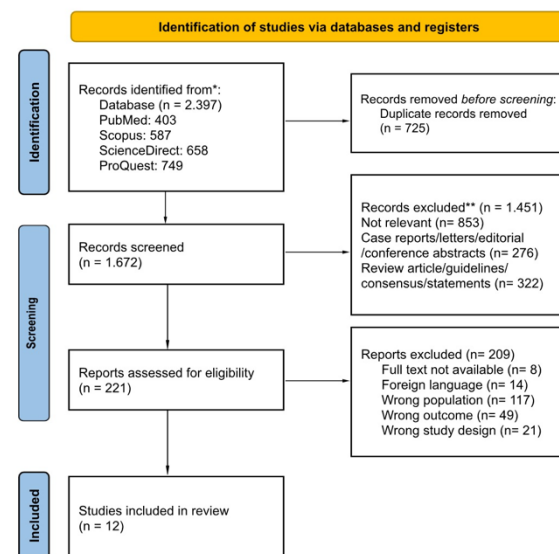 Identification of studies via databases and registers
Identification
Records identified from*:
Database (n = 2.397)
PubMed: 403
Scopus: 587
ScienceDirect: 658
ProQuest: 749
Records removed before screening:
Duplicate records removed
(n = 725)
Screening
Records screened
(n = 1.672)
Records excluded** (n = 1.451)
Not relevant (n= 853)
Case reports/letters/editorial
/conference abstracts (n = 276)
Review article/guidelines/
consensus/statements (n= 322)
Reports assessed for eligibility
(n = 221)
Reports excluded (n = 209)
Full text not available (n= 8)
Foreign language (n = 14)
Wrong population (n = 117)
Wrong outcome (n = 49)
Wrong study design (n= 21)
Included
Studies included in review
(n = 12)